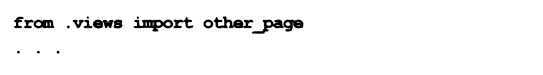 from .views import other_page
. . .